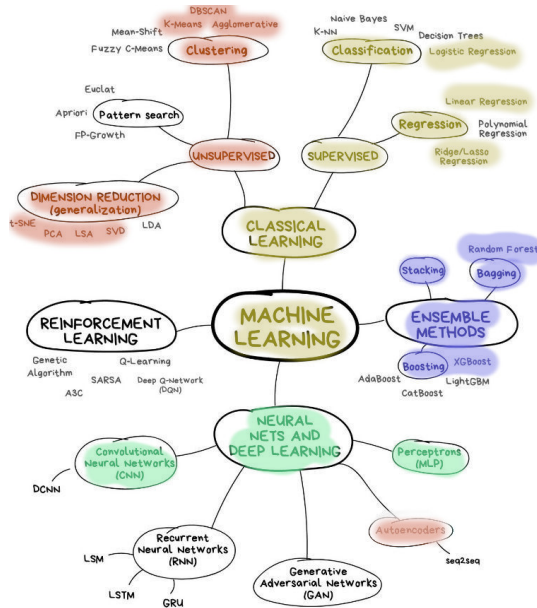 DBSCAN
K-Means
Agglomerative
Mean-Shift
Fuzzy C-Means
Clustering
Naive Bayes
SVM
K-NN
Decision Trees
Classification
Logistic Regression
Euclat
Linear Regression
Apriori
Pattern search
Regression
Polynomial
Regression
FP-Growth
UNSUPERVISED
SUPERVISED
Ridge/Lasso
Regression
DIMENSION REDUCTION
(generalization)
t-SNE
PCA
LSA
SVD
LDA
CLASSICAL
LEARNING
Random Forest
Stacking
Bagging
MACHINE
LEARNING
REINFORCEMENT
LEARNING
ENSEMBLE
METHODS
Genetic
Algorithm
Q-Learning
SARSA
Deep Q-Network
(DQN)
A3C
Boosting
XGBoost
AdaBoost
LightGBM
CatBoost
NEURAL
NETS AND
DEEP LEARNING
Convolutional
Neural Networks
(CNN)
Perceptrons
(MLP)
DCNN
Autoencoders
seq2seq
Recurrent
Neural Networks
(RNN)
LSM
LSTM
GRU
Generative
Adversarial Networks
(GAN)